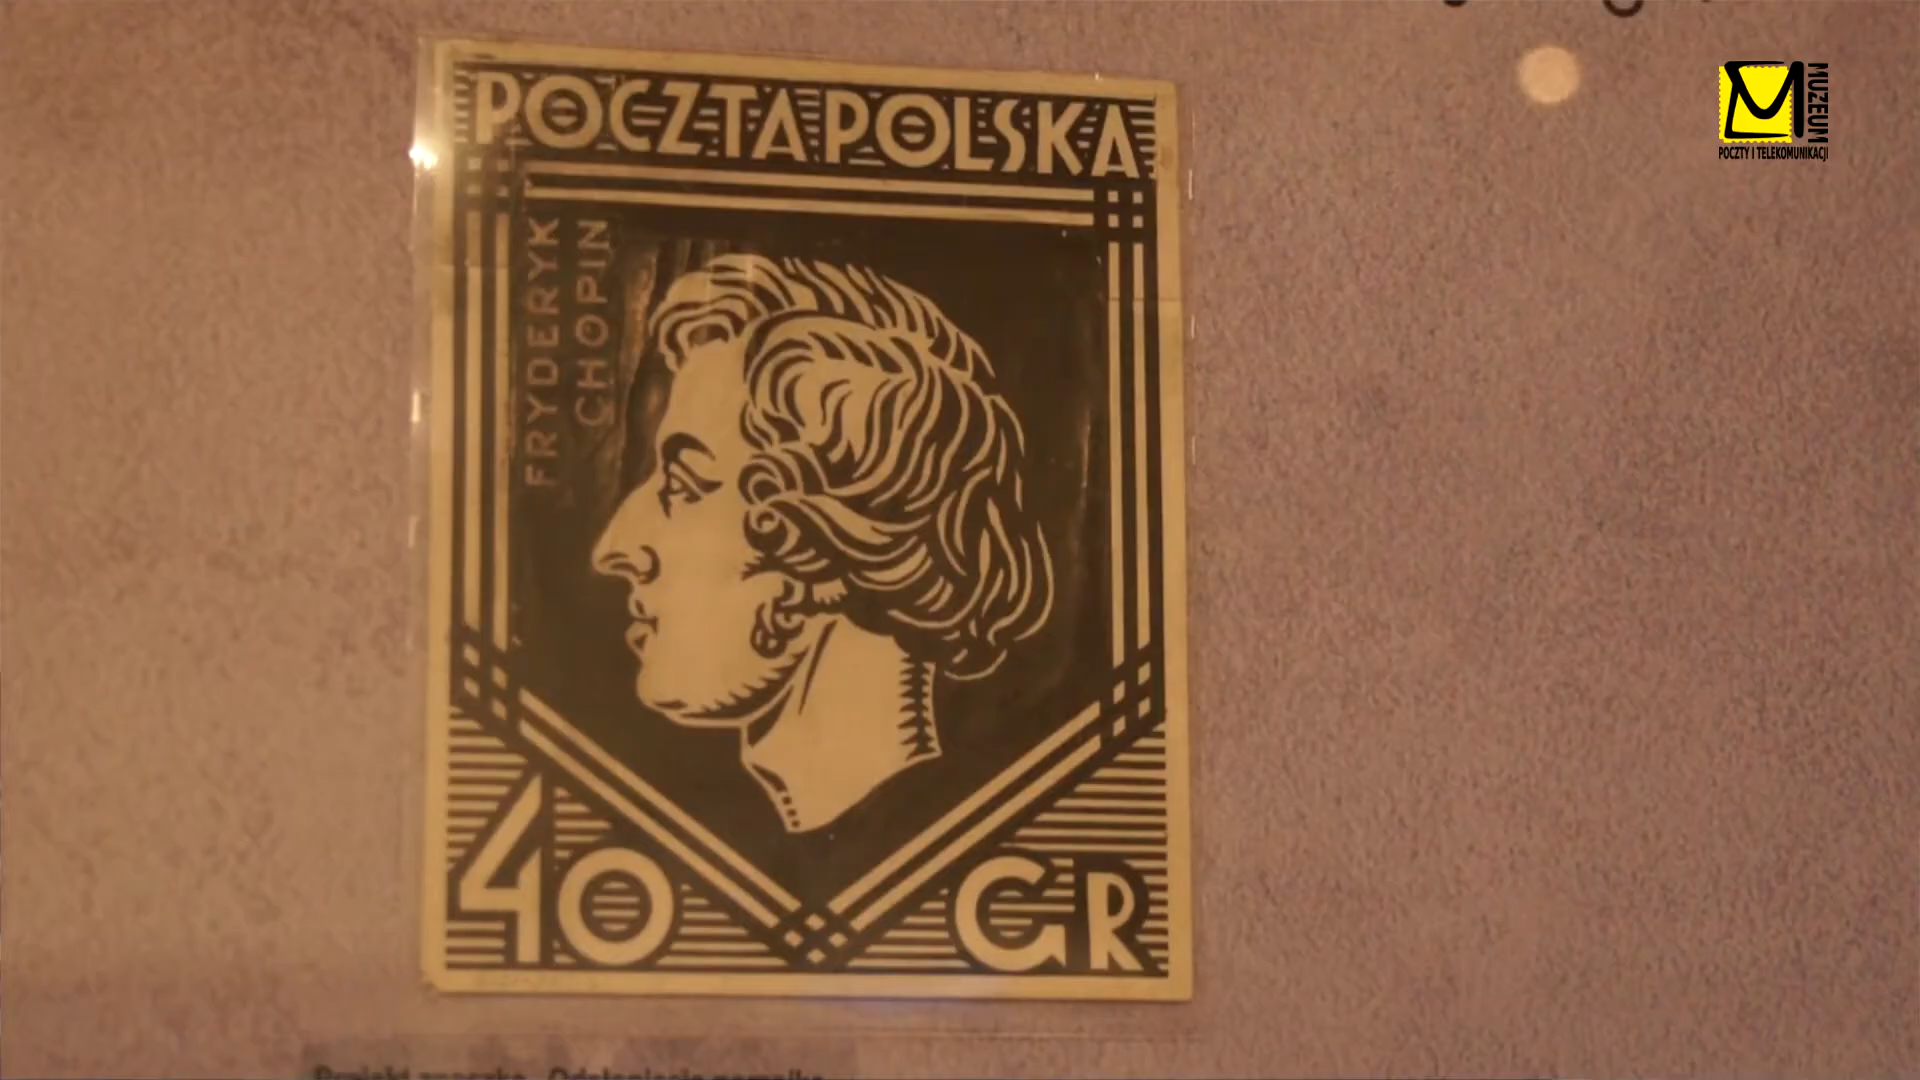 POCZTA POLSKA
FRYDERYK
CHOPIN
40 GR
MUZEUM
POCZTY I TELEKOMUNIKACJI